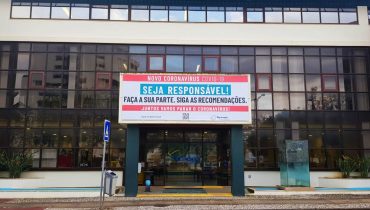 NOVO CORONAVÍRUS COVID-19
SEJA RESPONSÁVEL!
FAÇA A SUA PARTE. SIGA AS RECOMENDAÇÕES.
JUNTOS VAMOS PARAR O CORONAVÍRUS!